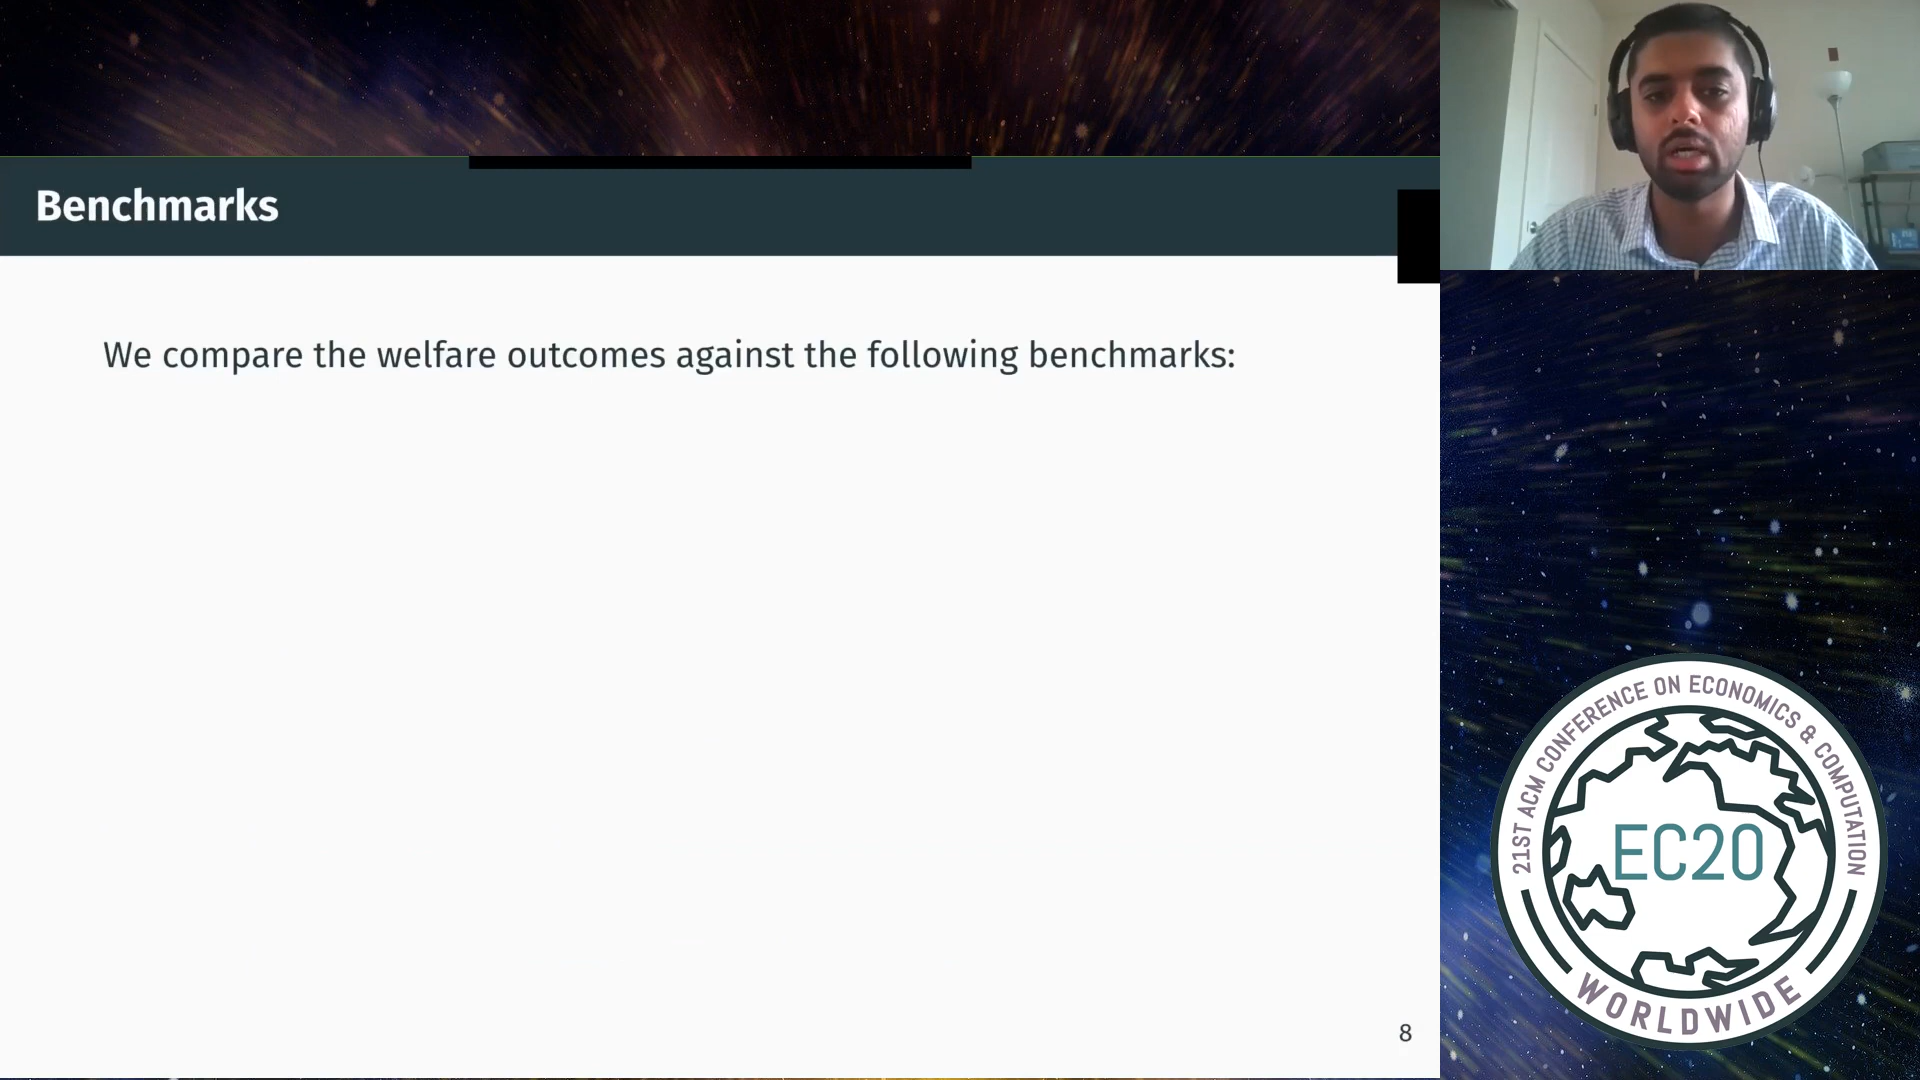 Benchmarks
We compare the welfare outcomes against the following benchmarks:
8
21ST ACM CONFERENCE ON ECONOMICS & COMPUTATION
EC20
WORLDWIDE